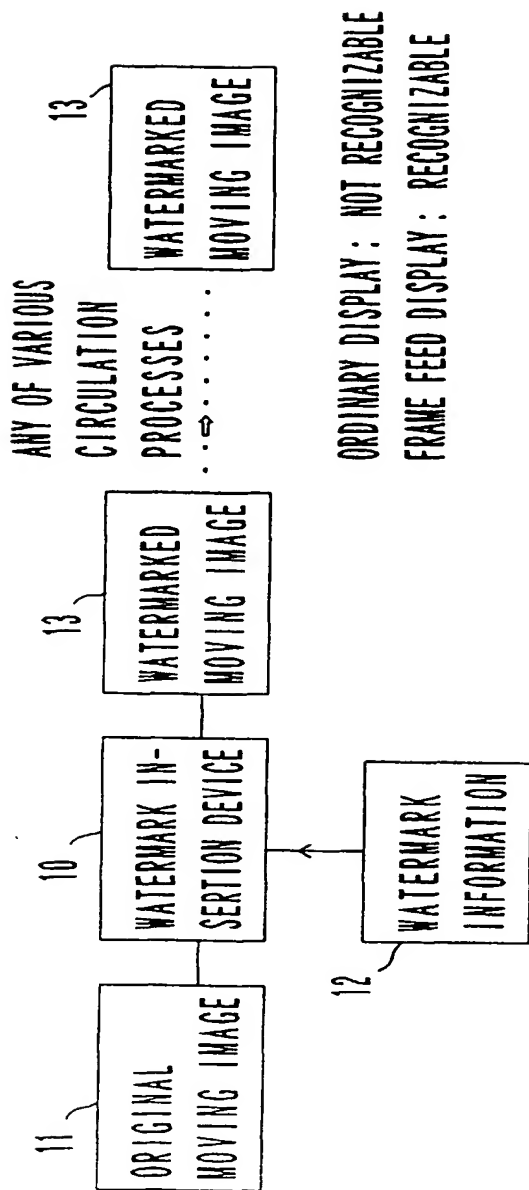 11
ORIGINAL
MOVING IMAGE
10
WATERMARK IN-
SERTION DEVICE
12
WATERMARK
INFORMATION
13
WATERMARKED
MOVING IMAGE
ANY OF VARIOUS
CIRCULATION
PROCESSES
13
WATERMARKED
MOVING IMAGE
ORDINARY DISPLAY: NOT RECOGNIZABLE
FRAME FEED DISPLAY: RECOGNIZABLE